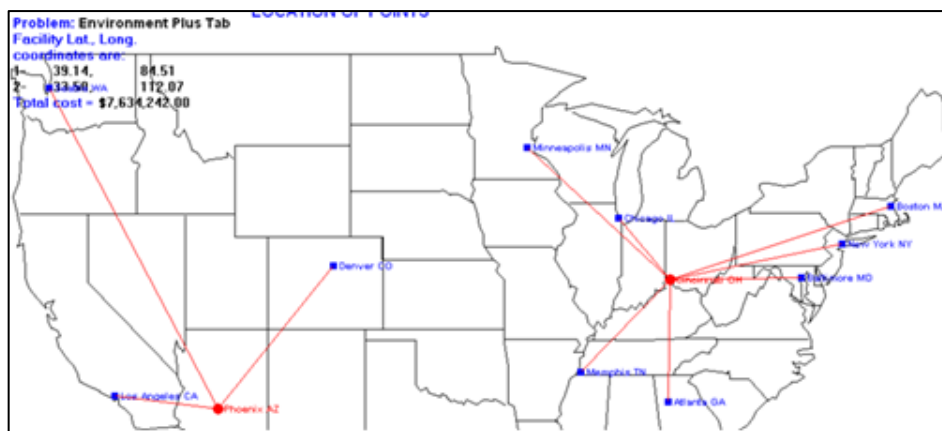 LOCATION OF POINTS
Problem: Environment Plus Tab
Facility Lat., Long.
coordinates are:
1- 39.14, 84.51
2- 33.50, 112.07
WA
Total cost = $7,634,242.00
Minneapolis MN
Boston M
Chicago IL
New York NY
Denver CO
Cincinnati OH
Baltimore MD
Memphis TN
Los Angeles CA
Atlanta GA
Phoenix AZ